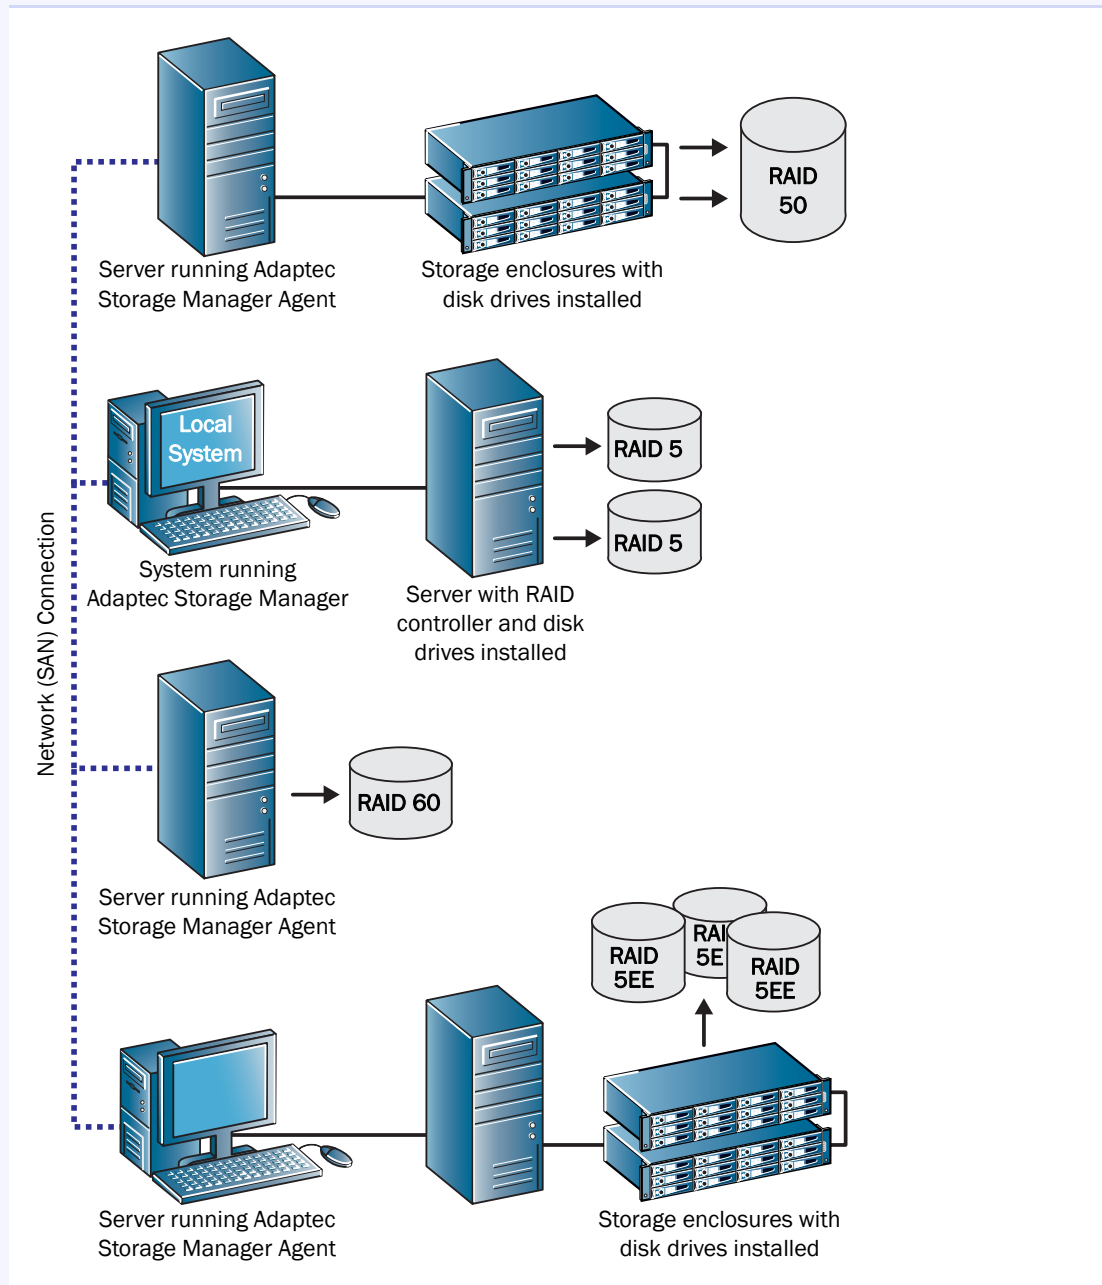 RAID
50
Server running Adaptec
Storage Manager Agent
Storage enclosures with
disk drives installed
Local
System
RAID 5
RAID 5
System running
Adaptec Storage Manager
Server with RAID
controller and disk
drives installed
Network (SAN) Connection
RAID 60
Server running Adaptec
Storage Manager Agent
RAID
5EE
RAI
5E
RAID
5EE
Server running Adaptec
Storage Manager Agent
Storage enclosures with
disk drives installed